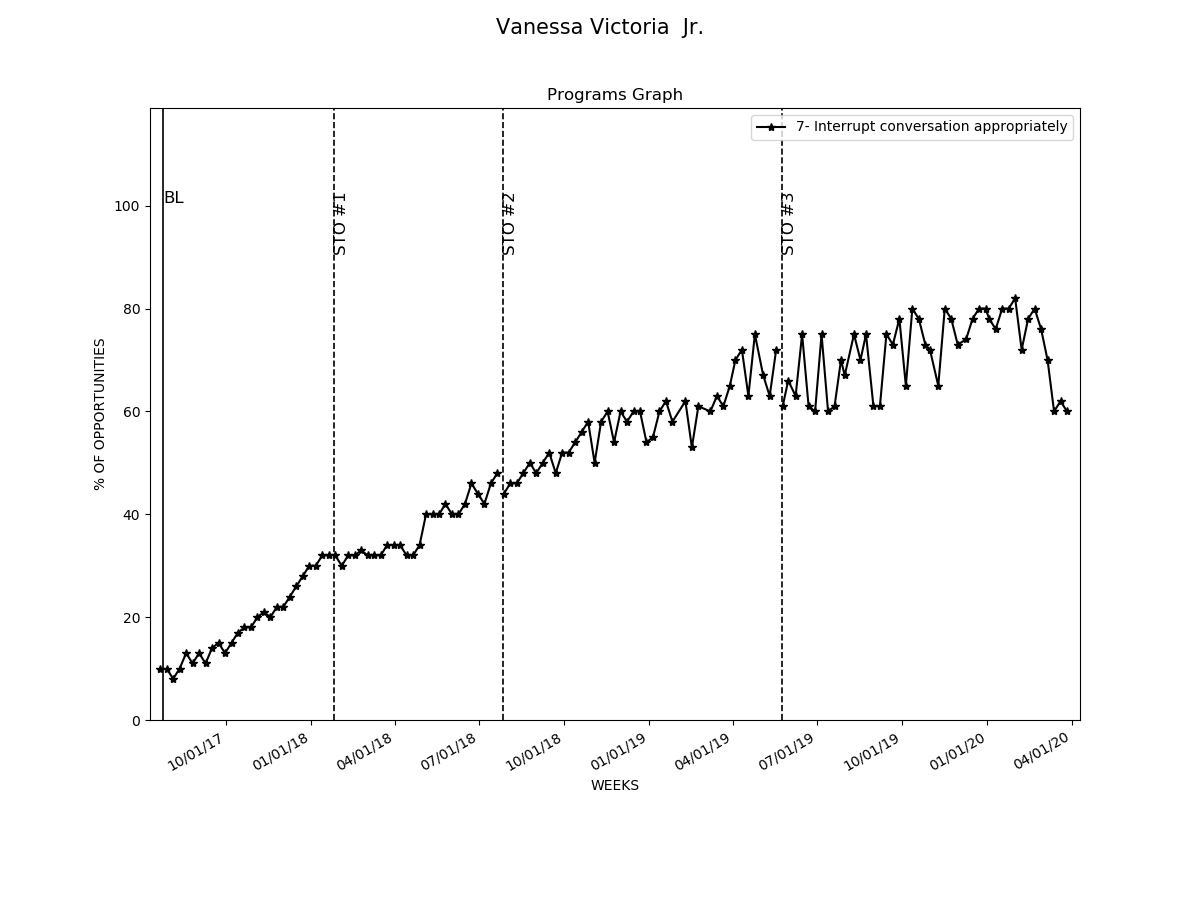 Vanessa Victoria  Jr.
Programs Graph
7- Interrupt conversation appropriately
BL
STO #1
STO #2
STO #3
% OF OPPORTUNITIES
100
80
60
40
20
0
10/01/17
01/01/18
04/01/18
07/01/18
10/01/18
01/01/19
04/01/19
07/01/19
10/01/19
01/01/20
04/01/20
WEEKS